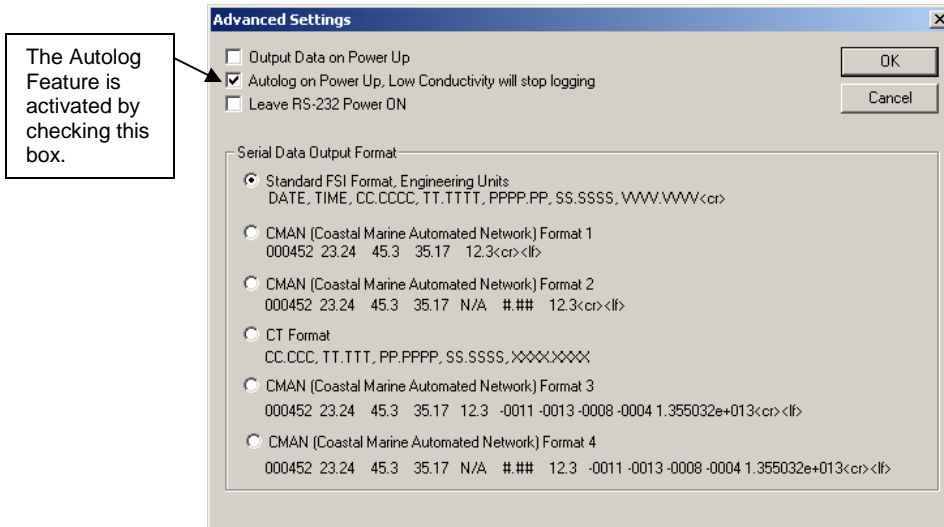 Advanced Settings
The Autolog
Feature is
activated by
checking this
box.
Output Data on Power Up
Autolog on Power Up, Low Conductivity will stop logging
Leave RS-232 Power ON
OK
Cancel
Serial Data Output Format
Standard FSI Format, Engineering Units
DATE, TIME, CC.CCCC, TT.TTTT, PPPP.PP, SS.SSSS, VVVV.VVVV<cr>
CMAN (Coastal Marine Automated Network) Format 1
000452 23.24 45.3 35.17 12.3<cr><lf>
CMAN (Coastal Marine Automated Network) Format 2
000452 23.24 45.3 35.17 N/A #.## 12.3<cr><lf>
CT Format
CC.CCC, TT.TTT, PP.PPPP, SS.SSSS, XXXX.XXXX
CMAN (Coastal Marine Automated Network) Format 3
000452 23.24 45.3 35.17 12.3 -0011 -0013 -0008 -0004 1.355032e+013<cr><lf>
CMAN (Coastal Marine Automated Network) Format 4
000452 23.24 45.3 35.17 N/A #.## 12.3 -0011 -0013 -0008 -0004 1.355032e+013<cr><lf>